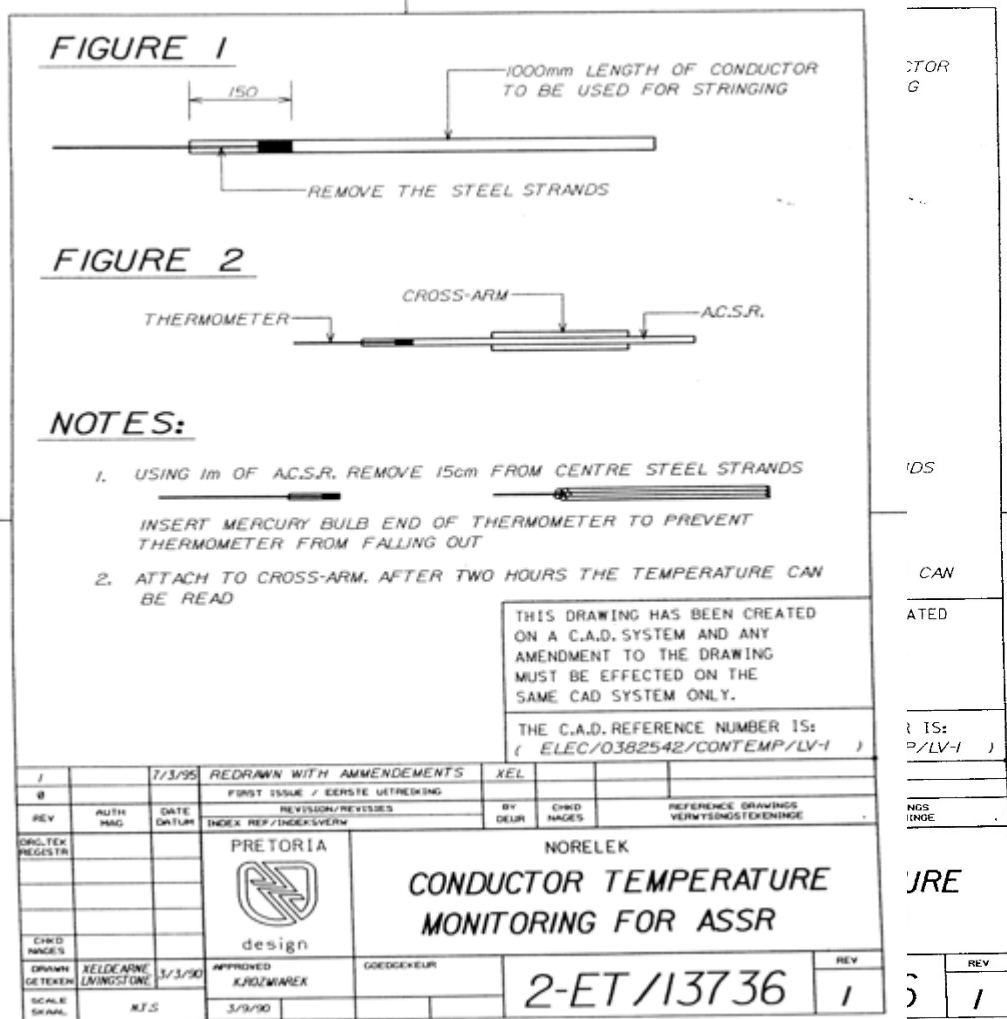 FIGURE 1
150
1000mm LENGTH OF CONDUCTOR
TO BE USED FOR STRINGING
REMOVE THE STEEL STRANDS
FIGURE 2
CROSS-ARM
THERMOMETER
A.C.S.R.
NOTES:
1. USING 1m OF A.C.S.R. REMOVE 15cm FROM CENTRE STEEL STRANDS
INSERT MERCURY BULB END OF THERMOMETER TO PREVENT
THERMOMETER FROM FALLING OUT
2. ATTACH TO CROSS-ARM. AFTER TWO HOURS THE TEMPERATURE CAN
BE READ
THIS DRAWING HAS BEEN CREATED
ON A C.A.D. SYSTEM AND ANY
AMENDMENT TO THE DRAWING
MUST BE EFFECTED ON THE
SAME CAD SYSTEM ONLY.
THE C.A.D. REFERENCE NUMBER IS:
( ELEC/0382542/CONTEMP/LV-1 )
1 7/3/95 REDRAWN WITH AMMENDEMENTS XEL
0 FIRST ISSUE / EERSTE UITREIKING
REV AUTH MAG DATE DATUM REVISION/REVISIES BY DEUR CHKD NAGES REFERENCE DRAWINGS
INDEX REF/INDEKSVERW VERWYSINGSTEKENINGE
ORG.TEK
REGISTR
PRETORIA
design
NORELEK
CONDUCTOR TEMPERATURE
MONITORING FOR ASSR
CHKD
NAGES
DRAWN
GETEKEN
XELDEARNE
LIVINGSTONE
3/3/90
APPROVED
K.ROZWIAREK
GOEDGEKEUR
SCALE
SKAAL
N.T.S
3/9/90
2-ET/13736
REV
1
CTOR
G
IDS
CAN
ATED
R IS:
P/LV-1 )
NGS
INGE
URE
REV
1